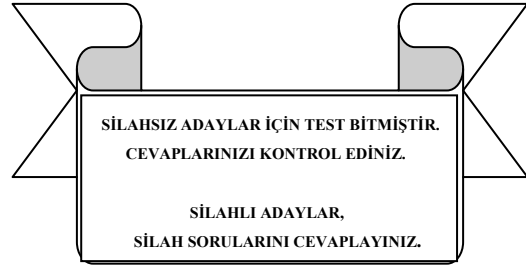 SİLAHSIZ ADAYLAR İÇİN TEST BİTMİŞTİR.
CEVAPLARINIZI KONTROL EDİNİZ.
SİLAHLI ADAYLAR,
SİLAH SORULARINI CEVAPLAYINIZ.